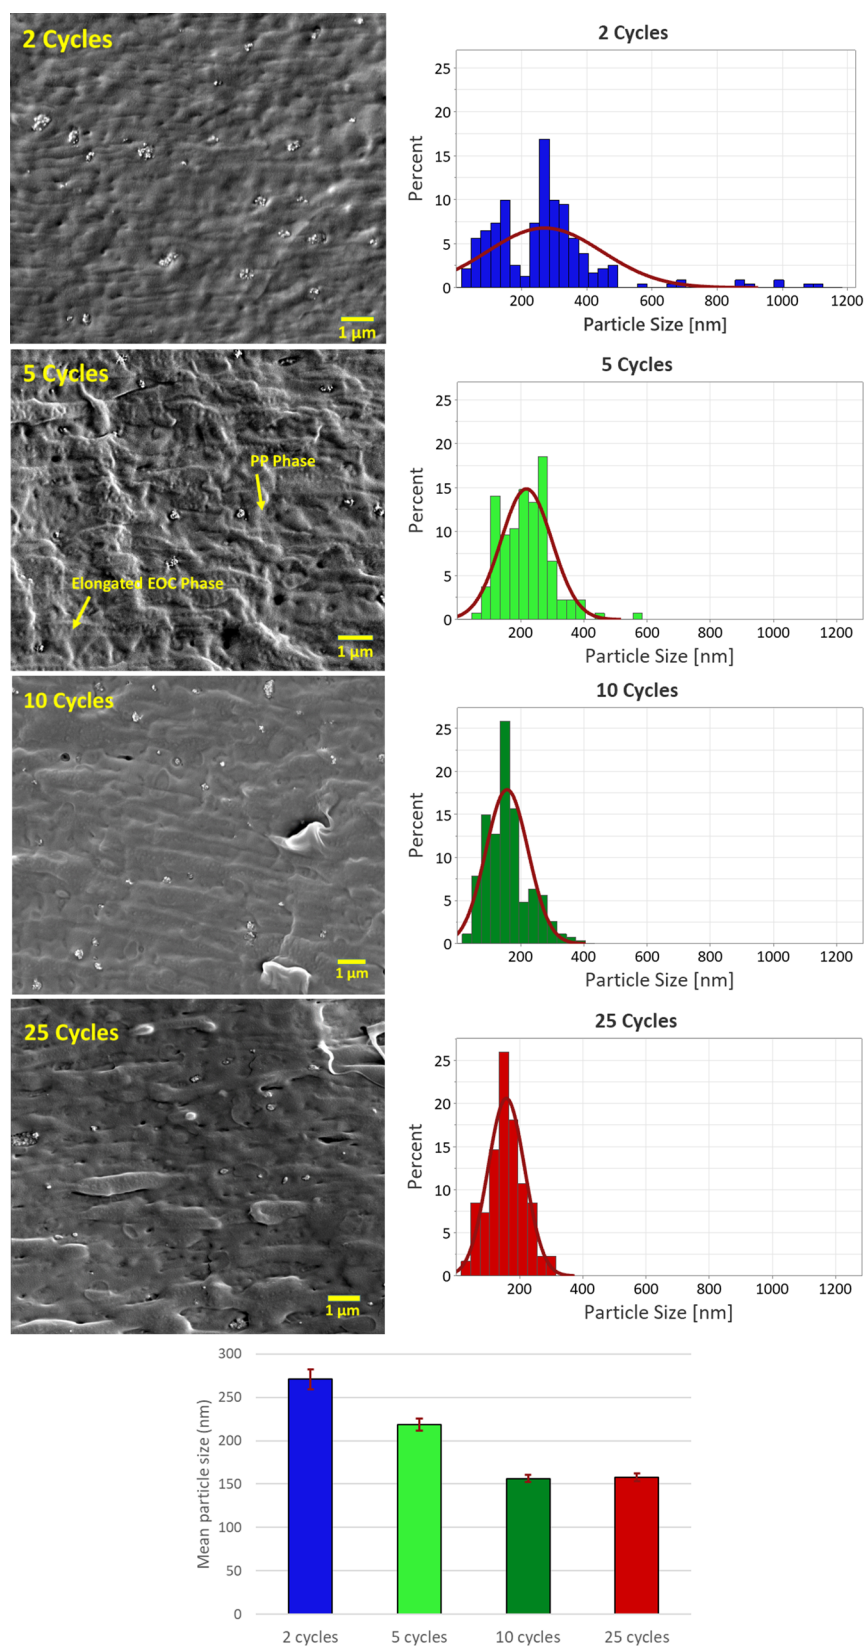 2 Cycles
1 µm
2 Cycles
Percent
25
20
15
10
5
0
200 400 600 800 1000 1200
Particle Size [nm]
5 Cycles
PP Phase
Elongated EOC Phase
1 µm
5 Cycles
Percent
25
20
15
10
5
0
200 400 600 800 1000 1200
Particle Size [nm]
10 Cycles
1 µm
10 Cycles
Percent
25
20
15
10
5
0
200 400 600 800 1000 1200
Particle Size [nm]
25 Cycles
1 µm
25 Cycles
Percent
25
20
15
10
5
0
200 400 600 800 1000 1200
Particle Size [nm]
Mean particle size (nm)
300
250
200
150
100
50
0
2 cycles 5 cycles 10 cycles 25 cycles